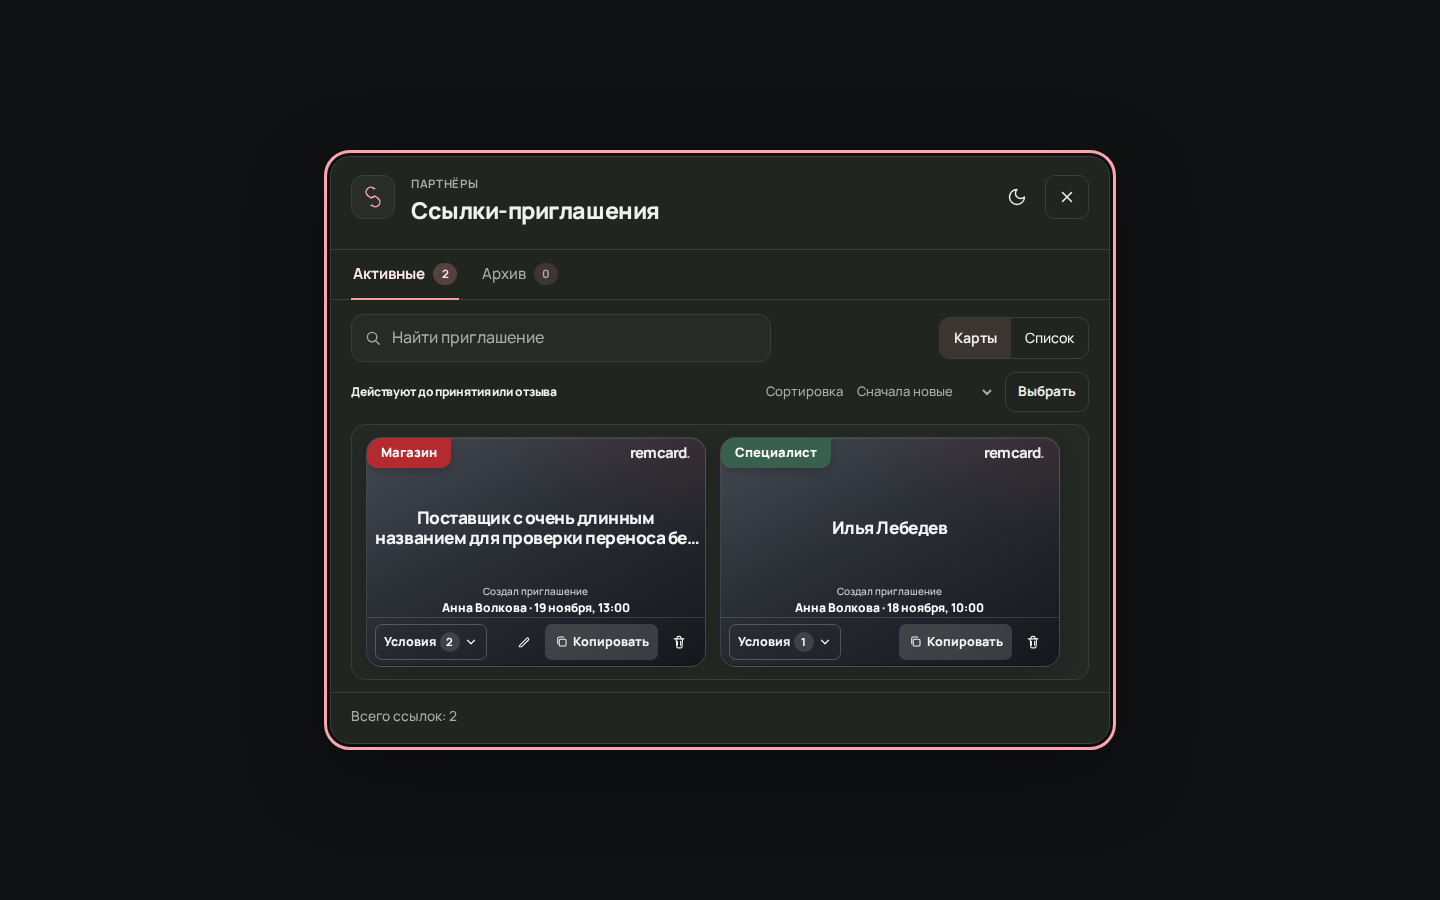 ПАРТНЁРЫ
Ссылки-приглашения
Активные 2 Архив 0
Найти приглашение
Карты Список
Действуют до принятия или отзыва
Сортировка Сначала новые Выбрать
Магазин remcard.
Поставщик с очень длинным
названием для проверки переноса бе...
Создал приглашение
Анна Волкова · 19 ноября, 13:00
Условия 2 Копировать
Специалист remcard.
Илья Лебедев
Создал приглашение
Анна Волкова · 18 ноября, 10:00
Условия 1 Копировать
Всего ссылок: 2